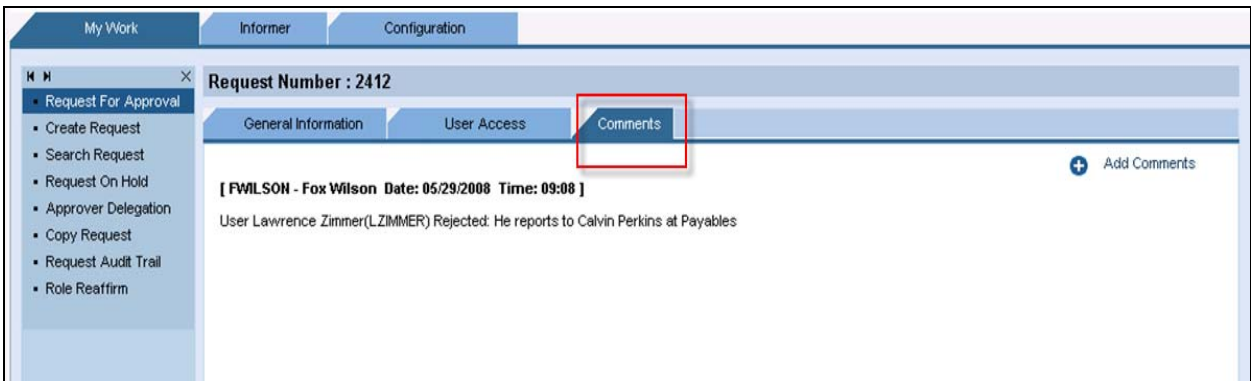 My Work
Informer
Configuration
Request For Approval
Create Request
Search Request
Request On Hold
Approver Delegation
Copy Request
Request Audit Trail
Role Reaffirm
Request Number : 2412
General Information
User Access
Comments
Add Comments
[ FWILSON - Fox Wilson Date: 05/29/2008 Time: 09:08 ]
User Lawrence Zimmer(LZIMMER) Rejected: He reports to Calvin Perkins at Payables